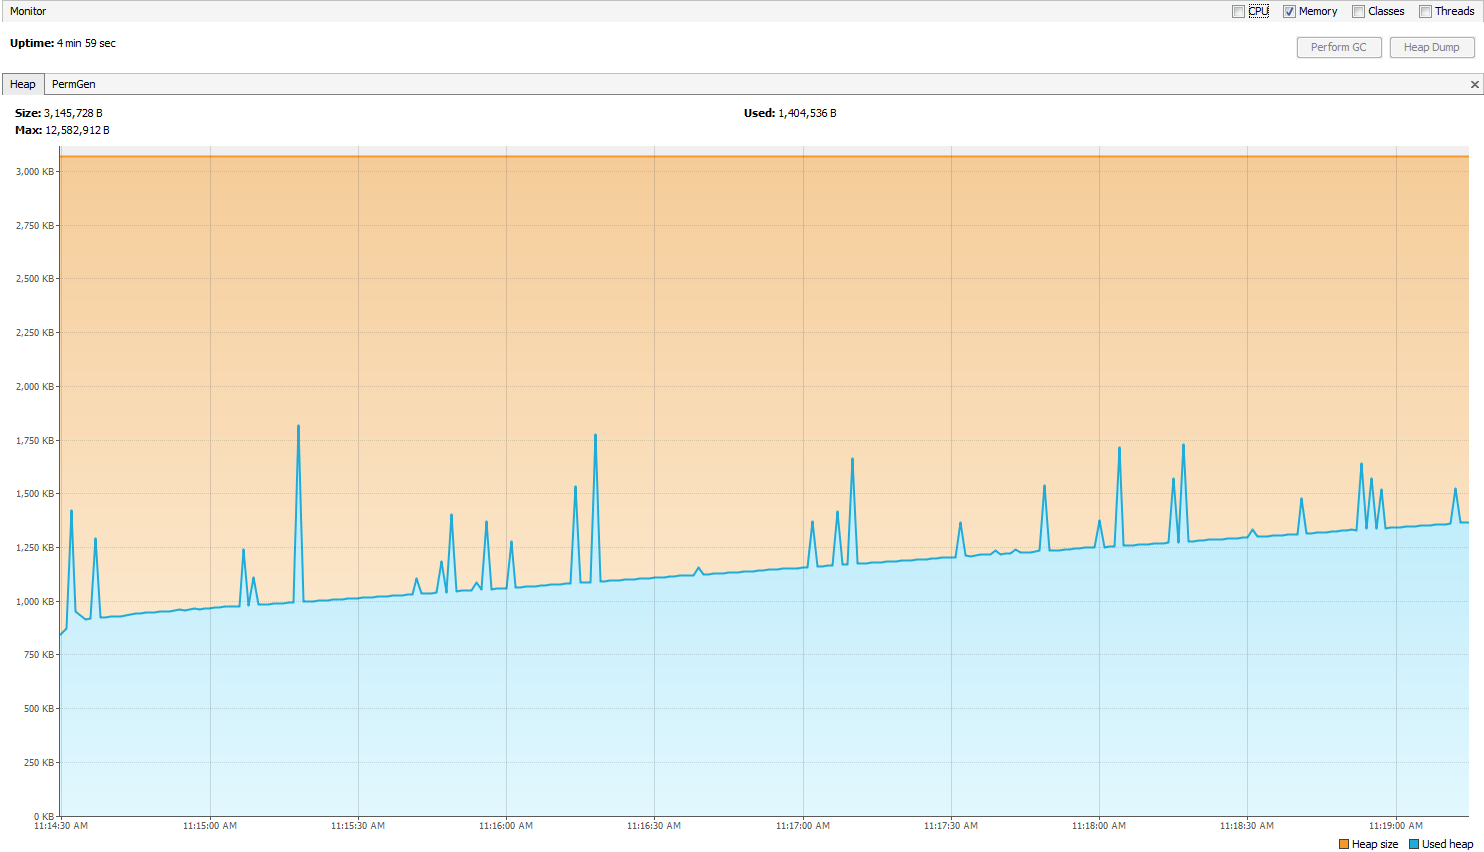 Monitor
CPU Memory Classes Threads
Uptime: 4 min 59 sec
Perform GC Heap Dump
Heap PermGen
Size: 3,145,728 B Used: 1,404,536 B
Max: 12,582,912 B
3,000 KB
2,750 KB
2,500 KB
2,250 KB
2,000 KB
1,750 KB
1,500 KB
1,250 KB
1,000 KB
750 KB
500 KB
250 KB
0 KB
11:14:30 AM 11:15:00 AM 11:15:30 AM 11:16:00 AM 11:16:30 AM 11:17:00 AM 11:17:30 AM 11:18:00 AM 11:18:30 AM 11:19:00 AM
Heap size Used heap